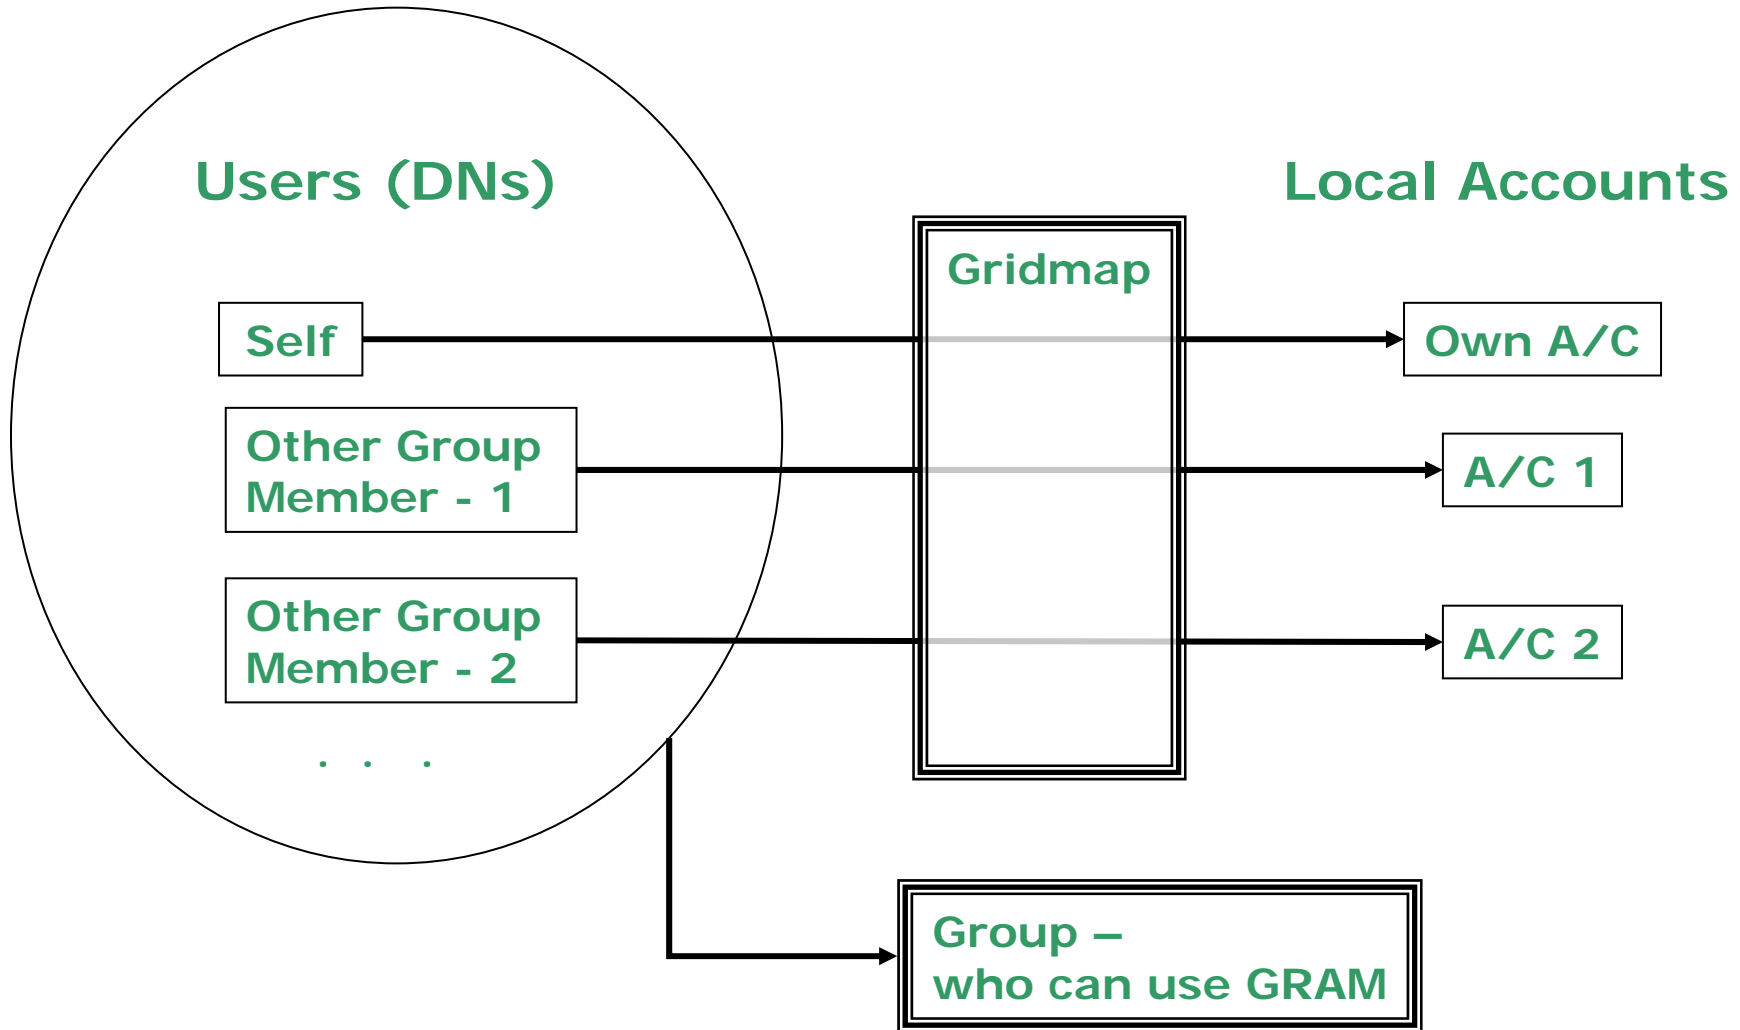 Users (DNs)
Local Accounts
Gridmap
Self
Own A/C
Other Group
Member - 1
A/C 1
Other Group
Member - 2
A/C 2
. . .
Group –
who can use GRAM